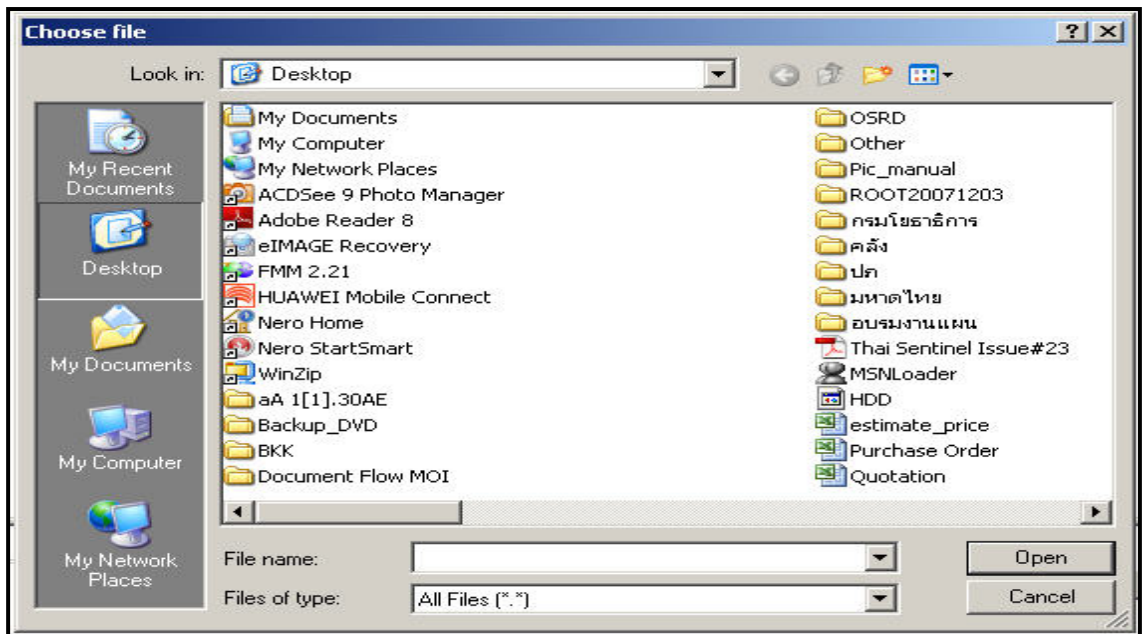 Choose file
Look in:
Desktop
My Recent
Documents
Desktop
My Documents
My Computer
My Network
Places
My Documents
My Computer
My Network Places
ACDSee 9 Photo Manager
Adobe Reader 8
eIMAGE Recovery
FMM 2.21
HUAWEI Mobile Connect
Nero Home
Nero StartSmart
WinZip
aA 1[1].30AE
Backup_DVD
BKK
Document Flow MOI
OSRD
Other
Pic_manual
ROOT20071203
กรมโยธาธิการ
คลัง
ปภ
มหาดไทย
อบรมงานแผน
Thai Sentinel Issue#23
MSNLoader
HDD
estimate_price
Purchase Order
Quotation
File name:
Open
Files of type:
All Files (*.*)
Cancel